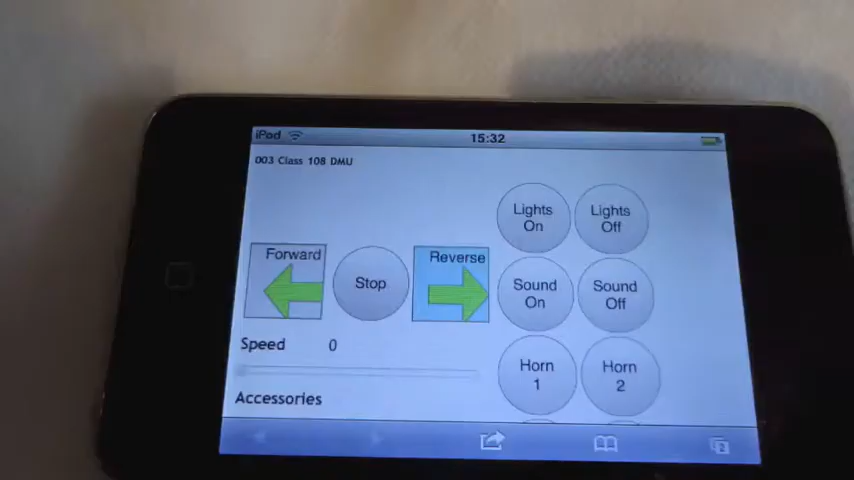 iPod 15:32
003 Class 108 DMU
Lights On
Lights Off
Forward
Stop
Reverse
Sound On
Sound Off
Speed 0
Horn 1
Horn 2
Accessories
2